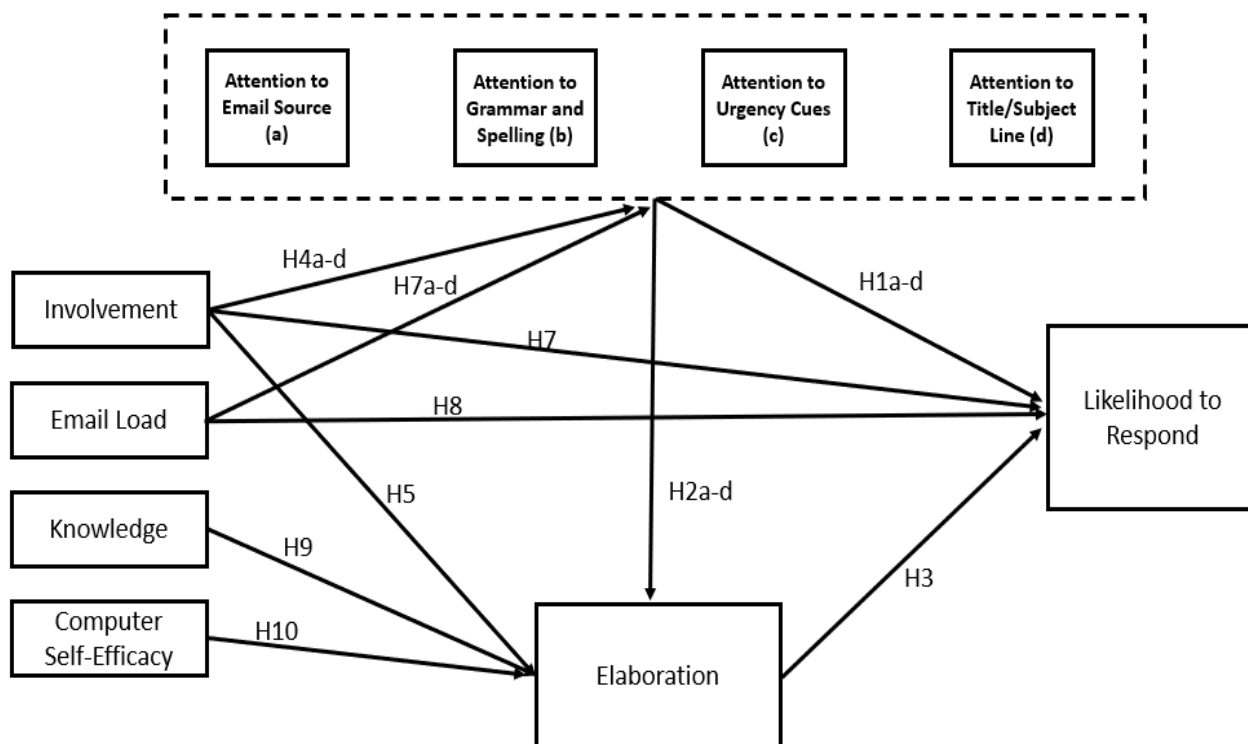 Attention to
Email Source
(a)
Attention to
Grammar and
Spelling (b)
Attention to
Urgency Cues
(c)
Attention to
Title/Subject
Line (d)
H4a-d
H7a-d
H1a-d
Involvement
H7
Email Load
H8
Likelihood to
Respond
H5
H2a-d
Knowledge
H9
H3
Computer
Self-Efficacy
H10
Elaboration